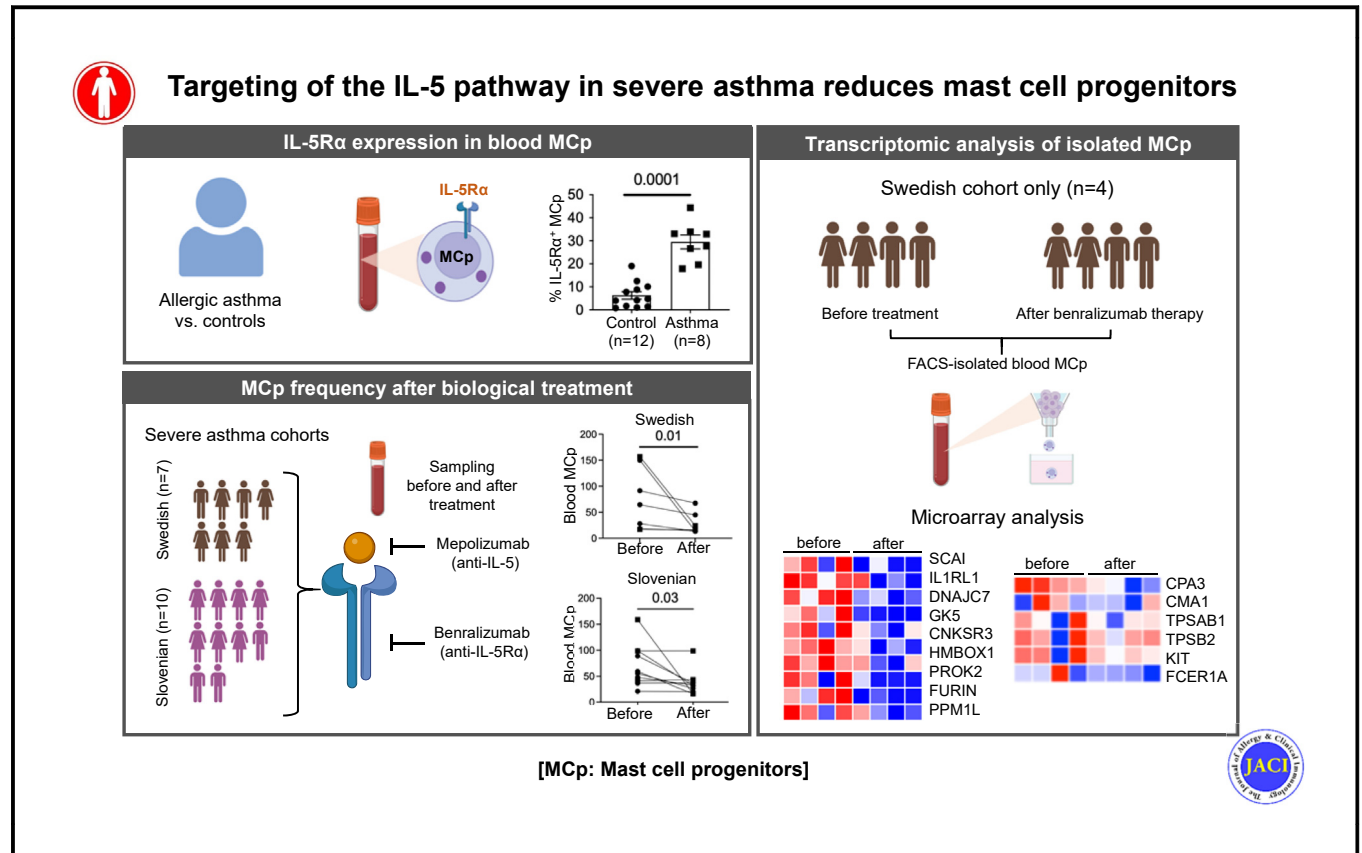 Targeting of the IL-5 pathway in severe asthma reduces mast cell progenitors
IL-5Rα expression in blood MCp
Allergic asthma
vs. controls
IL-5Rα
MCp
0.0001
% IL-5Rα⁺ MCp
50
40
30
20
10
0
Control
(n=12)
Asthma
(n=8)
MCp frequency after biological treatment
Severe asthma cohorts
Swedish (n=7)
Slovenian (n=10)
Sampling
before and after
treatment
Mepolizumab
(anti-IL-5)
Benralizumab
(anti-IL-5Rα)
Swedish
0.01
Blood MCp
200
150
100
50
0
Before
After
Slovenian
0.03
Blood MCp
200
150
100
50
0
Before
After
Transcriptomic analysis of isolated MCp
Swedish cohort only (n=4)
Before treatment
After benralizumab therapy
FACS-isolated blood MCp
Microarray analysis
before
after
SCAI
IL1RL1
DNAJC7
GK5
CNKSR3
HMBOX1
PROK2
FURIN
PPM1L
before
after
CPA3
CMA1
TPSAB1
TPSB2
KIT
FCER1A
[MCp: Mast cell progenitors]
The Journal of Allergy & Clinical Immunology
JACI